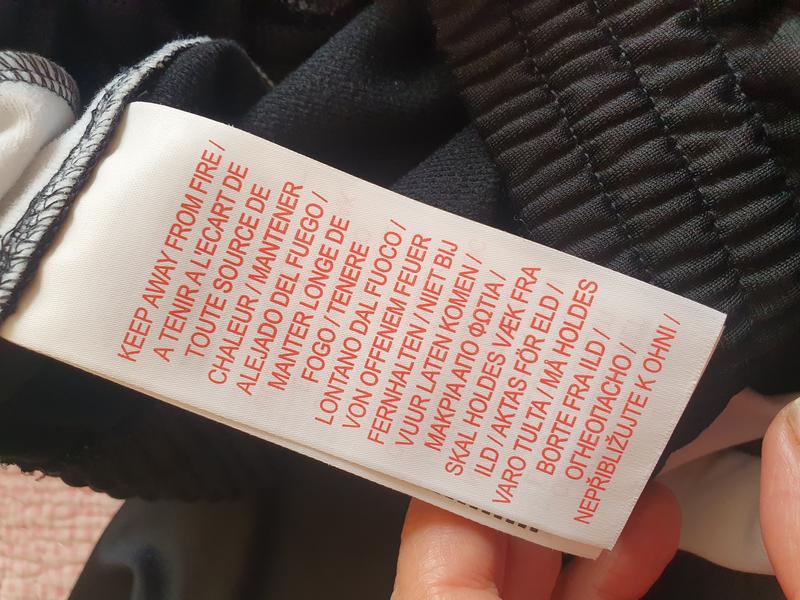 KEEP AWAY FROM FIRE /
A TENIR A L'ECART DE
TOUTE SOURCE DE
CHALEUR / MANTENER
ALEJADO DEL FUEGO /
MANTER LONGE DE
FOGO / TENERE
LONTANO DAL FUOCO /
VON OFFENEM FEUER
FERNHALTEN / NIET BIJ
VUUR LATEN KOMEN /
ΜΑΚΡΙΑ ΑΠΟ ΦΩΤΙΑ /
SKAL HOLDES VÆK FRA
ILD / AKTAS FÖR ELD /
VARO TULTA / MÅ HOLDES
BORTE FRA ILD /
ОГНЕОПАСНО /
NEPŘIBLIŽUJTE K OHNI /